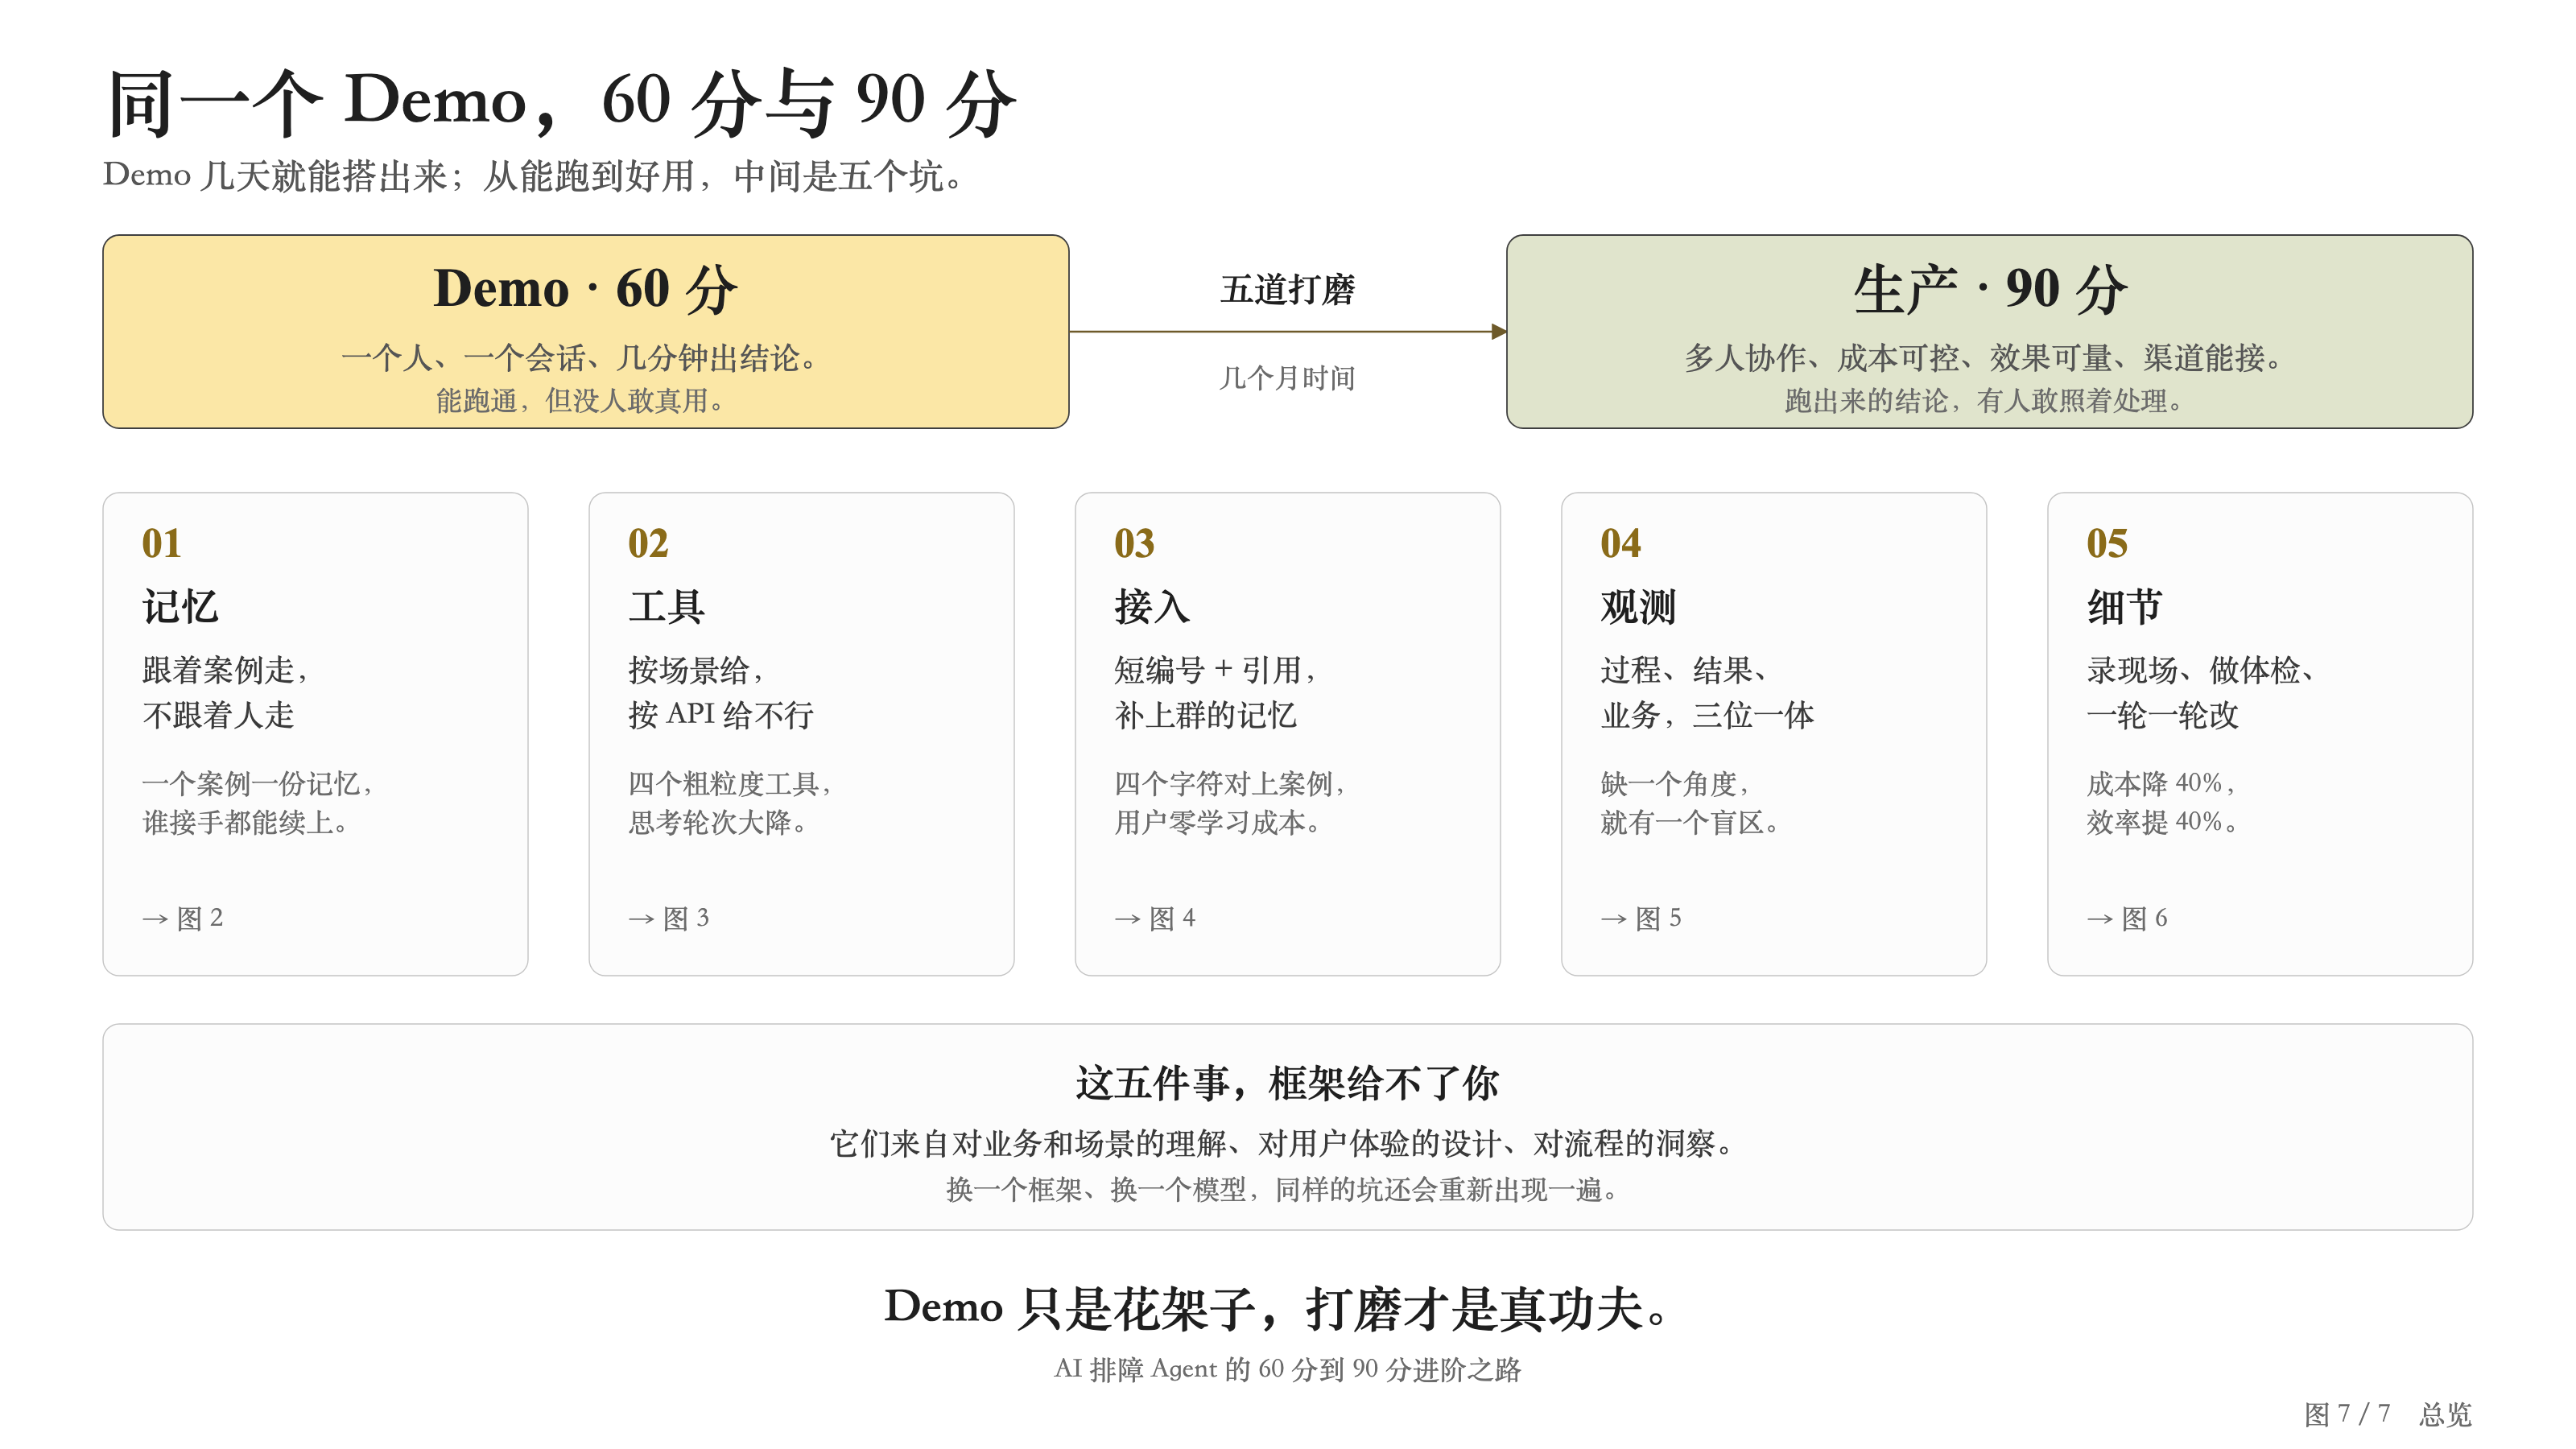 同一个 Demo，60 分与 90 分
Demo 几天就能搭出来；从能跑到好用，中间是五个坑。
Demo · 60 分
一个人、一个会话、几分钟出结论。
能跑通，但没人敢真用。
五道打磨
几个月时间
生产 · 90 分
多人协作、成本可控、效果可量、渠道能接。
跑出来的结论，有人敢照着处理。
01
记忆
跟着案例走，
不跟着人走
一个案例一份记忆，
谁接手都能续上。
→ 图 2
02
工具
按场景给，
按 API 给不行
四个粗粒度工具，
思考轮次大降。
→ 图 3
03
接入
短编号 + 引用，
补上群的记忆
四个字符对上案例，
用户零学习成本。
→ 图 4
04
观测
过程、结果、
业务，三位一体
缺一个角度，
就有一个盲区。
→ 图 5
05
细节
录现场、做体检、
一轮一轮改
成本降 40%，
效率提 40%。
→ 图 6
这五件事，框架给不了你
它们来自对业务和场景的理解、对用户体验的设计、对流程的洞察。
换一个框架、换一个模型，同样的坑还会重新出现一遍。
Demo 只是花架子，打磨才是真功夫。
AI 排障 Agent 的 60 分到 90 分进阶之路
图 7 / 7　总览